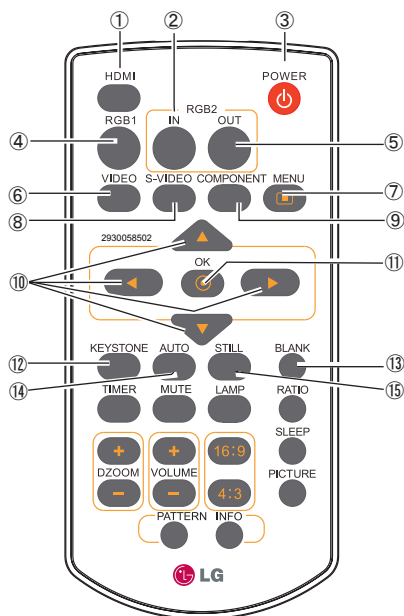 ① ② ③
HDMI POWER
RGB2
④ RGB1 IN OUT ⑤
⑥ VIDEO S-VIDEO COMPONENT MENU ⑦
⑧ ⑨
2930058502
⑩ OK ⑪
⑫ KEYSTONE AUTO STILL BLANK ⑬
⑭ ⑮
TIMER MUTE LAMP RATIO
SLEEP
+ + 16:9
DZOOM VOLUME PICTURE
− − 4:3
PATTERN INFO
LG